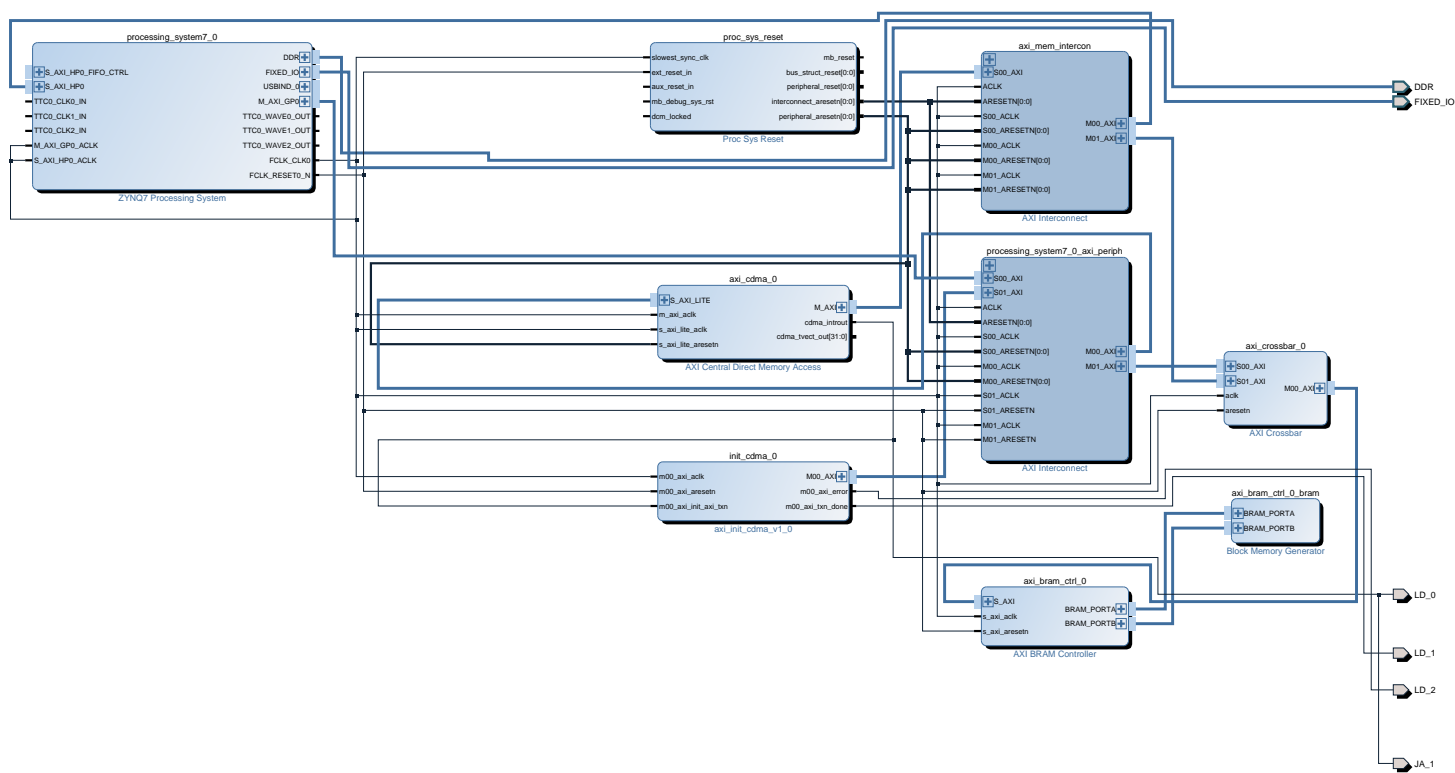 processing_system7_0
S_AXI_HP0_FIFO_CTRL
S_AXI_HP0
TTC0_CLK0_IN
TTC0_CLK1_IN
TTC0_CLK2_IN
M_AXI_GP0_ACLK
S_AXI_HP0_ACLK
DDR
FIXED_IO
USBIND_0
M_AXI_GP0
TTC0_WAVE0_OUT
TTC0_WAVE1_OUT
TTC0_WAVE2_OUT
FCLK_CLK0
FCLK_RESET0_N
ZYNQ7 Processing System
proc_sys_reset
slowest_sync_clk
ext_reset_in
aux_reset_in
mb_debug_sys_rst
dcm_locked
mb_reset
bus_struct_reset[0:0]
peripheral_reset[0:0]
interconnect_aresetn[0:0]
peripheral_aresetn[0:0]
Proc Sys Reset
axi_mem_intercon
S00_AXI
ACLK
ARESETN[0:0]
S00_ACLK
S00_ARESETN[0:0]
M00_ACLK
M00_ARESETN[0:0]
M01_ACLK
M01_ARESETN[0:0]
M00_AXI
M01_AXI
AXI Interconnect
DDR
FIXED_IO
axi_cdma_0
S_AXI_LITE
m_axi_aclk
s_axi_lite_aclk
s_axi_lite_aresetn
M_AXI
cdma_introut
cdma_tvect_out[31:0]
AXI Central Direct Memory Access
processing_system7_0_axi_periph
S00_AXI
S01_AXI
ACLK
ARESETN[0:0]
S00_ACLK
S00_ARESETN[0:0]
M00_ACLK
M00_ARESETN[0:0]
S01_ACLK
S01_ARESETN
M01_ACLK
M01_ARESETN
M00_AXI
M01_AXI
AXI Interconnect
axi_crossbar_0
S00_AXI
S01_AXI
aclk
aresetn
M00_AXI
AXI Crossbar
init_cdma_0
m00_axi_aclk
m00_axi_aresetn
m00_axi_init_axi_txn
M00_AXI
m00_axi_error
m00_axi_txn_done
axi_init_cdma_v1_0
axi_bram_ctrl_0_bram
BRAM_PORTA
BRAM_PORTB
Block Memory Generator
axi_bram_ctrl_0
S_AXI
s_axi_aclk
s_axi_aresetn
BRAM_PORTA
BRAM_PORTB
AXI BRAM Controller
LD_0
LD_1
LD_2
JA_1